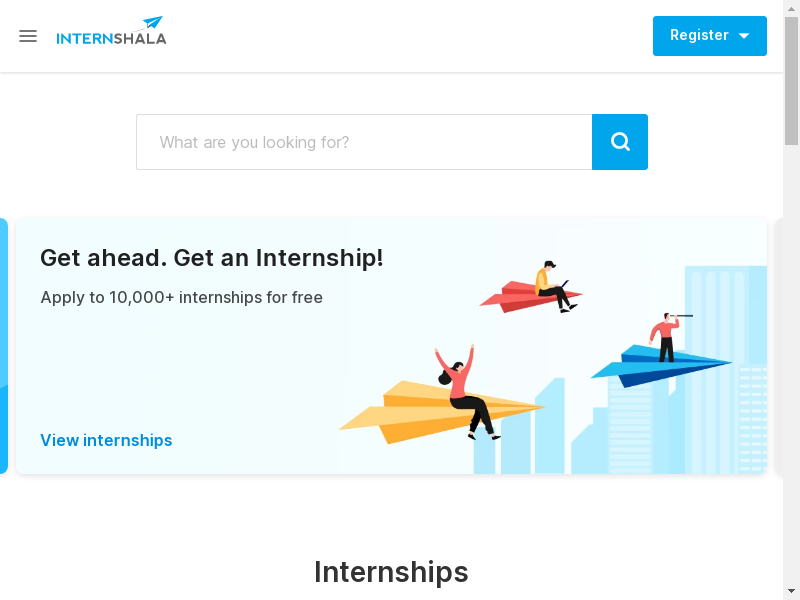 INTERNSHALA
Register
What are you looking for?
Get ahead. Get an Internship!
Apply to 10,000+ internships for free
View internships
Internships